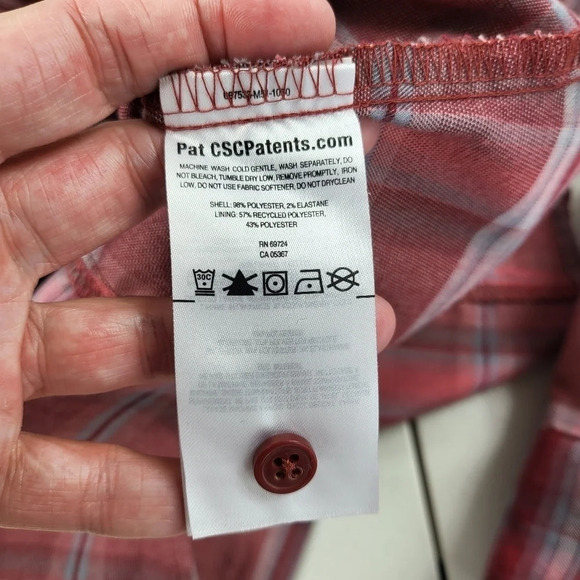 Pat CSCPatents.com
MACHINE WASH COLD GENTLE, WASH SEPARATELY, DO
NOT BLEACH, TUMBLE DRY LOW, REMOVE PROMPTLY, IRON
LOW, DO NOT USE FABRIC SOFTENER, DO NOT DRYCLEAN
SHELL: 98% POLYESTER, 2% ELASTANE
LINING: 57% RECYCLED POLYESTER,
43% POLYESTER
RN 69724
CA 05367
30C